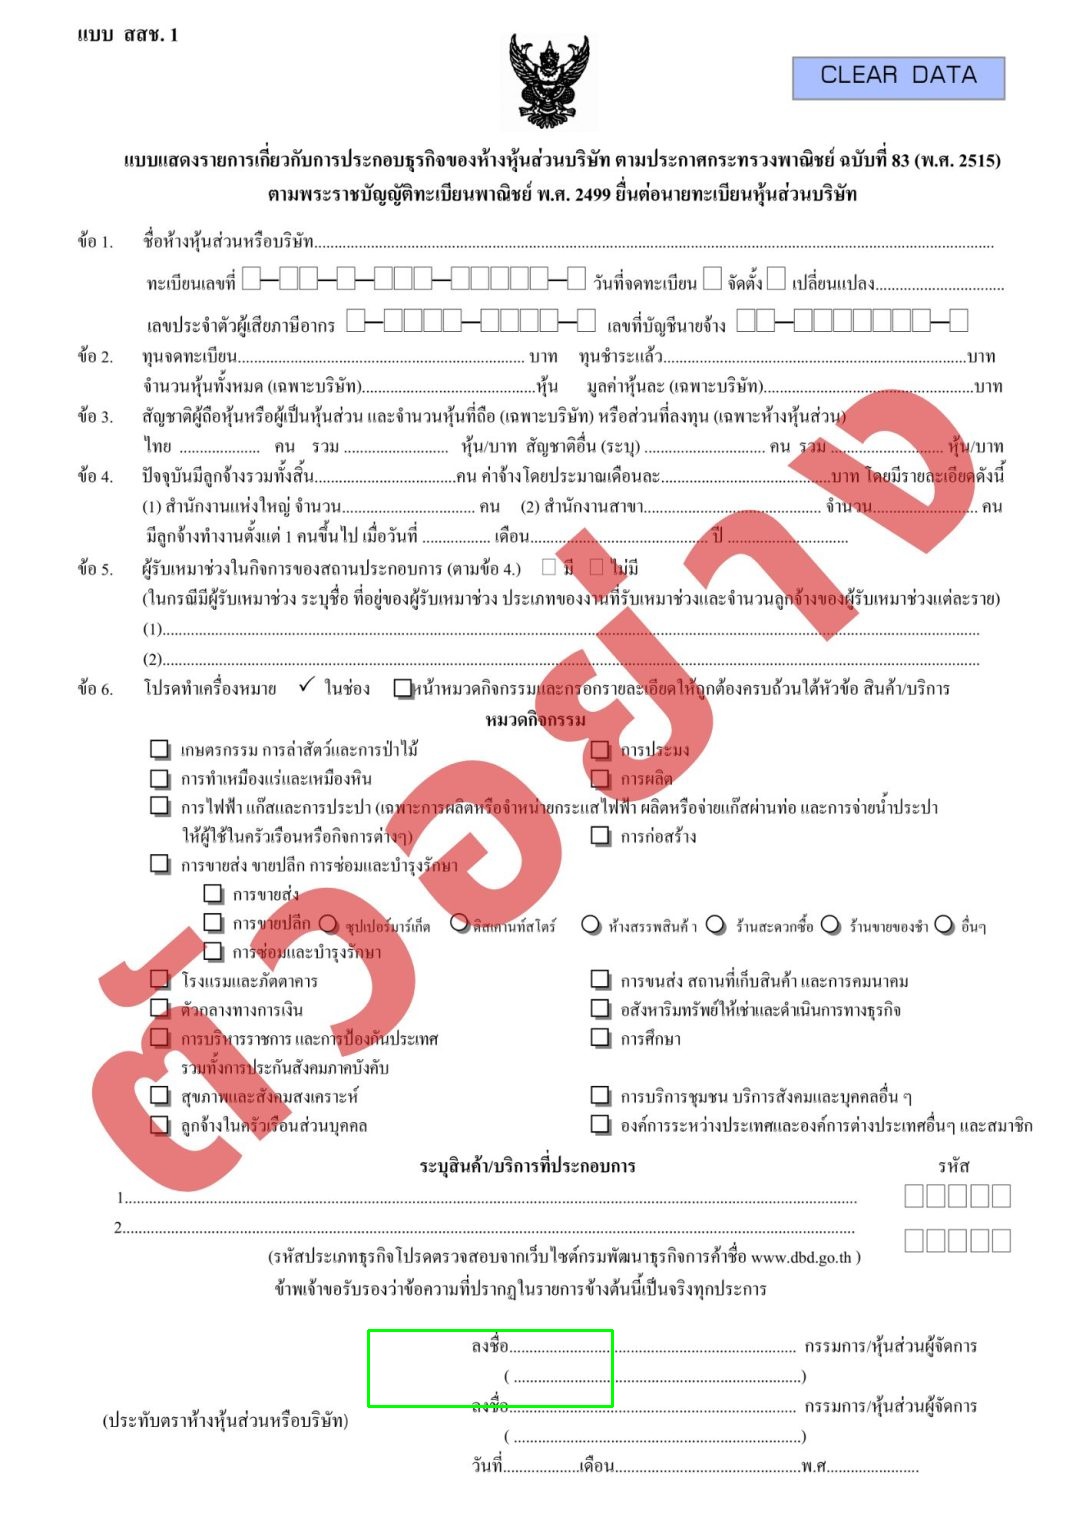 แบบ สสช. 1
CLEAR DATA
แบบแสดงรายการเกี่ยวกับการประกอบธุรกิจของห้างหุ้นส่วนบริษัท ตามประกาศกระทรวงพาณิชย์ ฉบับที่ 83 (พ.ศ. 2515)
ตามพระราชบัญญัติทะเบียนพาณิชย์ พ.ศ. 2499 ยื่นต่อนายทะเบียนหุ้นส่วนบริษัท
ข้อ 1. ชื่อห้างหุ้นส่วนหรือบริษัท
ทะเบียนเลขที่ วันที่จดทะเบียน จัดตั้ง เปลี่ยนแปลง
เลขประจำตัวผู้เสียภาษีอากร เลขที่บัญชีนายจ้าง
ข้อ 2. ทุนจดทะเบียน บาท ทุนชำระแล้ว บาท
จำนวนหุ้นทั้งหมด (เฉพาะบริษัท) หุ้น มูลค่าหุ้นละ (เฉพาะบริษัท) บาท
ข้อ 3. สัญชาติผู้ถือหุ้นหรือผู้เป็นหุ้นส่วน และจำนวนหุ้นที่ถือ (เฉพาะบริษัท) หรือส่วนที่ลงทุน (เฉพาะห้างหุ้นส่วน)
ไทย คน รวม หุ้น/บาท สัญชาติอื่น (ระบุ) คน รวม หุ้น/บาท
ข้อ 4. ปัจจุบันมีลูกจ้างรวมทั้งสิ้น คน ค่าจ้างโดยประมาณเดือนละ บาท โดยมีรายละเอียดดังนี้
(1) สำนักงานแห่งใหญ่ จำนวน คน (2) สำนักงานสาขา จำนวน คน
มีลูกจ้างทำงานตั้งแต่ 1 คนขึ้นไป เมื่อวันที่ เดือน ปี
ข้อ 5. ผู้รับเหมาช่วงในกิจการของสถานประกอบการ (ตามข้อ 4.) มี ไม่มี
(ในกรณีมีผู้รับเหมาช่วง ระบุชื่อ ที่อยู่ของผู้รับเหมาช่วง ประเภทของงานที่รับเหมาช่วงและจำนวนลูกจ้างของผู้รับเหมาช่วงแต่ละราย)
(1)
(2)
ข้อ 6. โปรดทำเครื่องหมาย ✓ ในช่อง หน้าหมวดกิจกรรมและกรอกรายละเอียดให้ถูกต้องครบถ้วนใต้หัวข้อ สินค้า/บริการ
หมวดกิจกรรม
เกษตรกรรม การล่าสัตว์และการป่าไม้ การประมง
การทำเหมืองแร่และเหมืองหิน การผลิต
การไฟฟ้า แก๊สและการประปา (เฉพาะการผลิตหรือจำหน่ายกระแสไฟฟ้า ผลิตหรือจ่ายแก๊สผ่านท่อ และการจ่ายน้ำประปา
ให้ผู้ใช้ในครัวเรือนหรือกิจการต่างๆ) การก่อสร้าง
การขายส่ง ขายปลีก การซ่อมและบำรุงรักษา
การขายส่ง
การขายปลีก ซุปเปอร์มาร์เก็ต ดิสเคานท์สโตร์ ห้างสรรพสินค้า ร้านสะดวกซื้อ ร้านขายของชำ อื่นๆ
การซ่อมและบำรุงรักษา
โรงแรมและภัตตาคาร การขนส่ง สถานที่เก็บสินค้า และการคมนาคม
ตัวกลางทางการเงิน อสังหาริมทรัพย์ให้เช่าและดำเนินการทางธุรกิจ
การบริหารราชการ และการป้องกันประเทศ การศึกษา
รวมทั้งการประกันสังคมภาคบังคับ
สุขภาพและสังคมสงเคราะห์ การบริการชุมชน บริการสังคมและบุคคลอื่น ๆ
ลูกจ้างในครัวเรือนส่วนบุคคล องค์การระหว่างประเทศและองค์การต่างประเทศอื่นๆ และสมาชิก
ระบุสินค้า/บริการที่ประกอบการ รหัส
1.
2.
(รหัสประเภทธุรกิจโปรดตรวจสอบจากเว็บไซต์กรมพัฒนาธุรกิจการค้าชื่อ www.dbd.go.th )
ข้าพเจ้าขอรับรองว่าข้อความที่ปรากฏในรายการข้างต้นนี้เป็นจริงทุกประการ
ลงชื่อ กรรมการ/หุ้นส่วนผู้จัดการ
( )
ลงชื่อ กรรมการ/หุ้นส่วนผู้จัดการ
(ประทับตราห้างหุ้นส่วนหรือบริษัท)
( )
วันที่ เดือน พ.ศ.
ตัวอย่าง